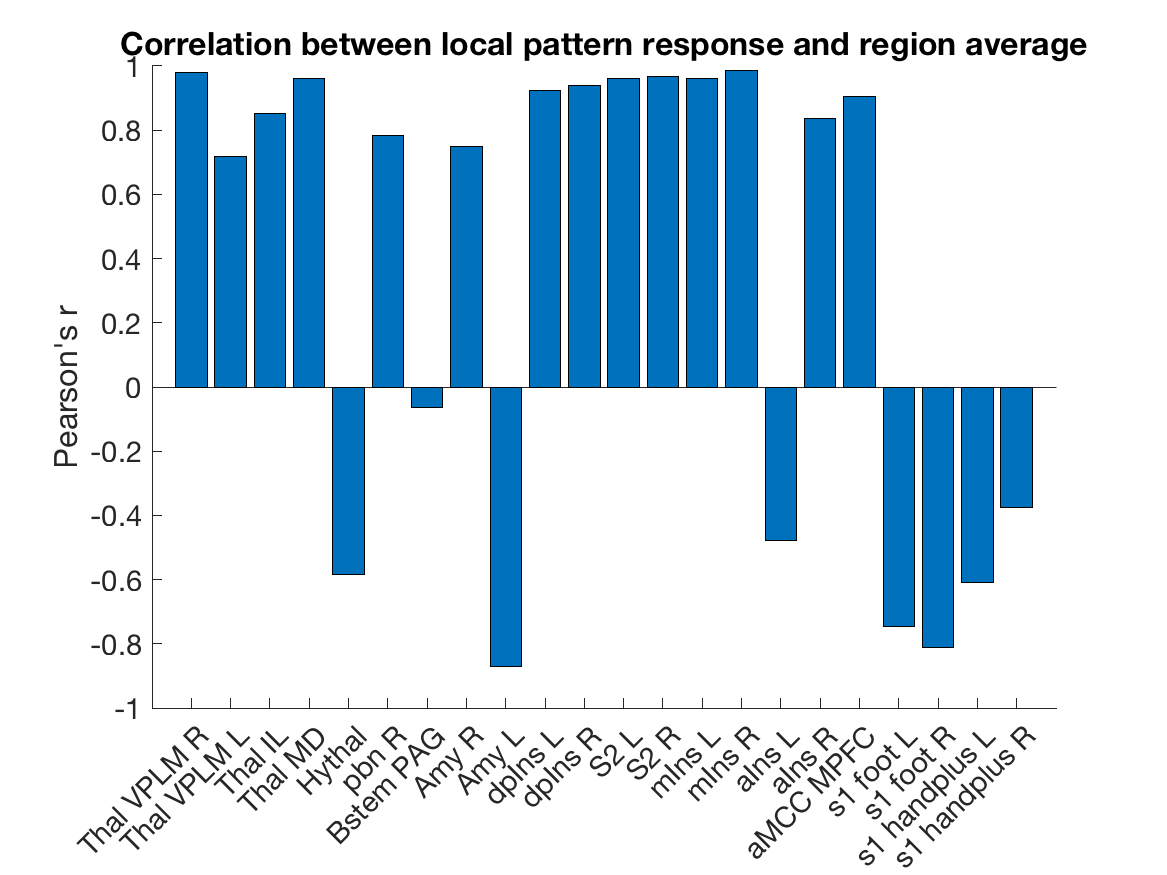 Correlation between local pattern response and region average
Pearson's r
1
0.8
0.6
0.4
0.2
0
-0.2
-0.4
-0.6
-0.8
-1
Thal VPLM R
Thal VPLM L
Thal IL
Thal MD
Hythal
pbn R
Bstem PAG
Amy R
Amy L
dpIns L
dpIns R
S2 L
S2 R
mIns L
mIns R
aIns L
aIns R
aMCC MPFC
s1 foot L
s1 foot R
s1 handplus L
s1 handplus R